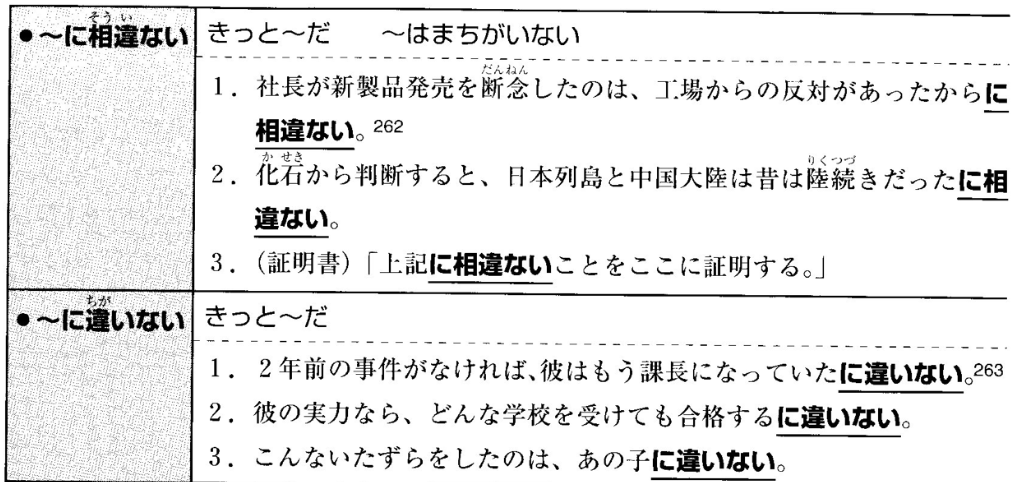 ●～に相違ない きっと～だ　～はまちがいない
そうい
だんねん
1．社長が新製品発売を断念したのは、工場からの反対があったからに
相違ない。262
かせき りくつづ
2．化石から判断すると、日本列島と中国大陸は昔は陸続きだったに相
違ない。
3．(証明書)「上記に相違ないことをここに証明する。」
ちが
●～に違いない きっと～だ
1．2年前の事件がなければ、彼はもう課長になっていたに違いない。263
2．彼の実力なら、どんな学校を受けても合格するに違いない。
3．こんないたずらをしたのは、あの子に違いない。